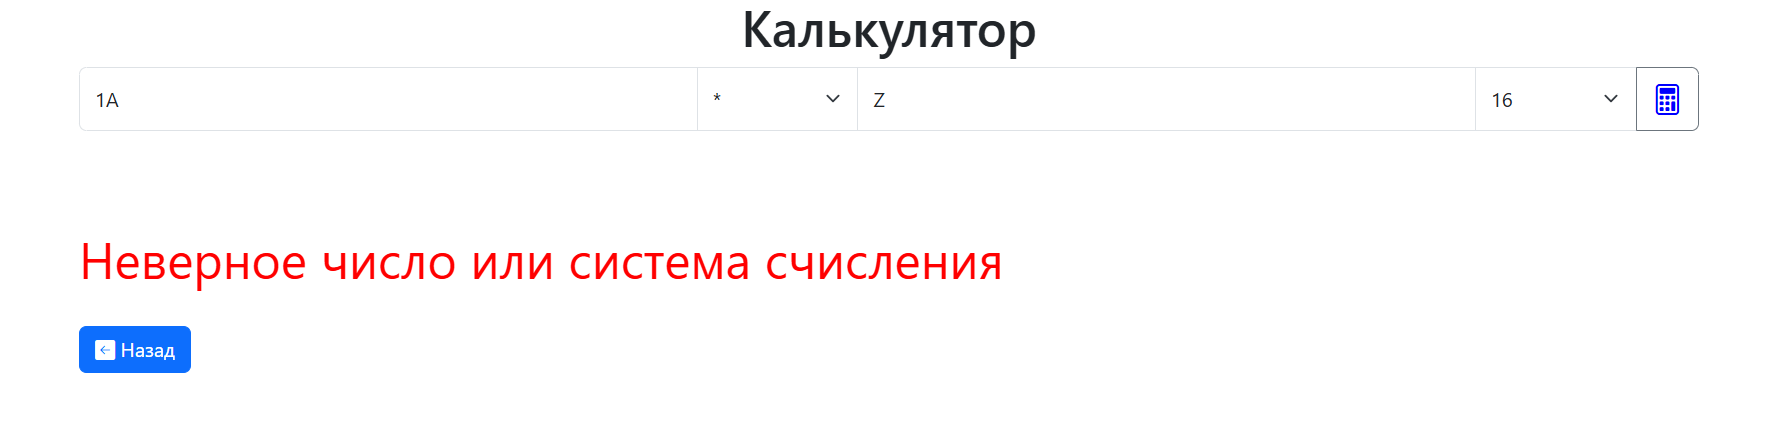 Калькулятор
1A * Z 16
Неверное число или система счисления
Назад